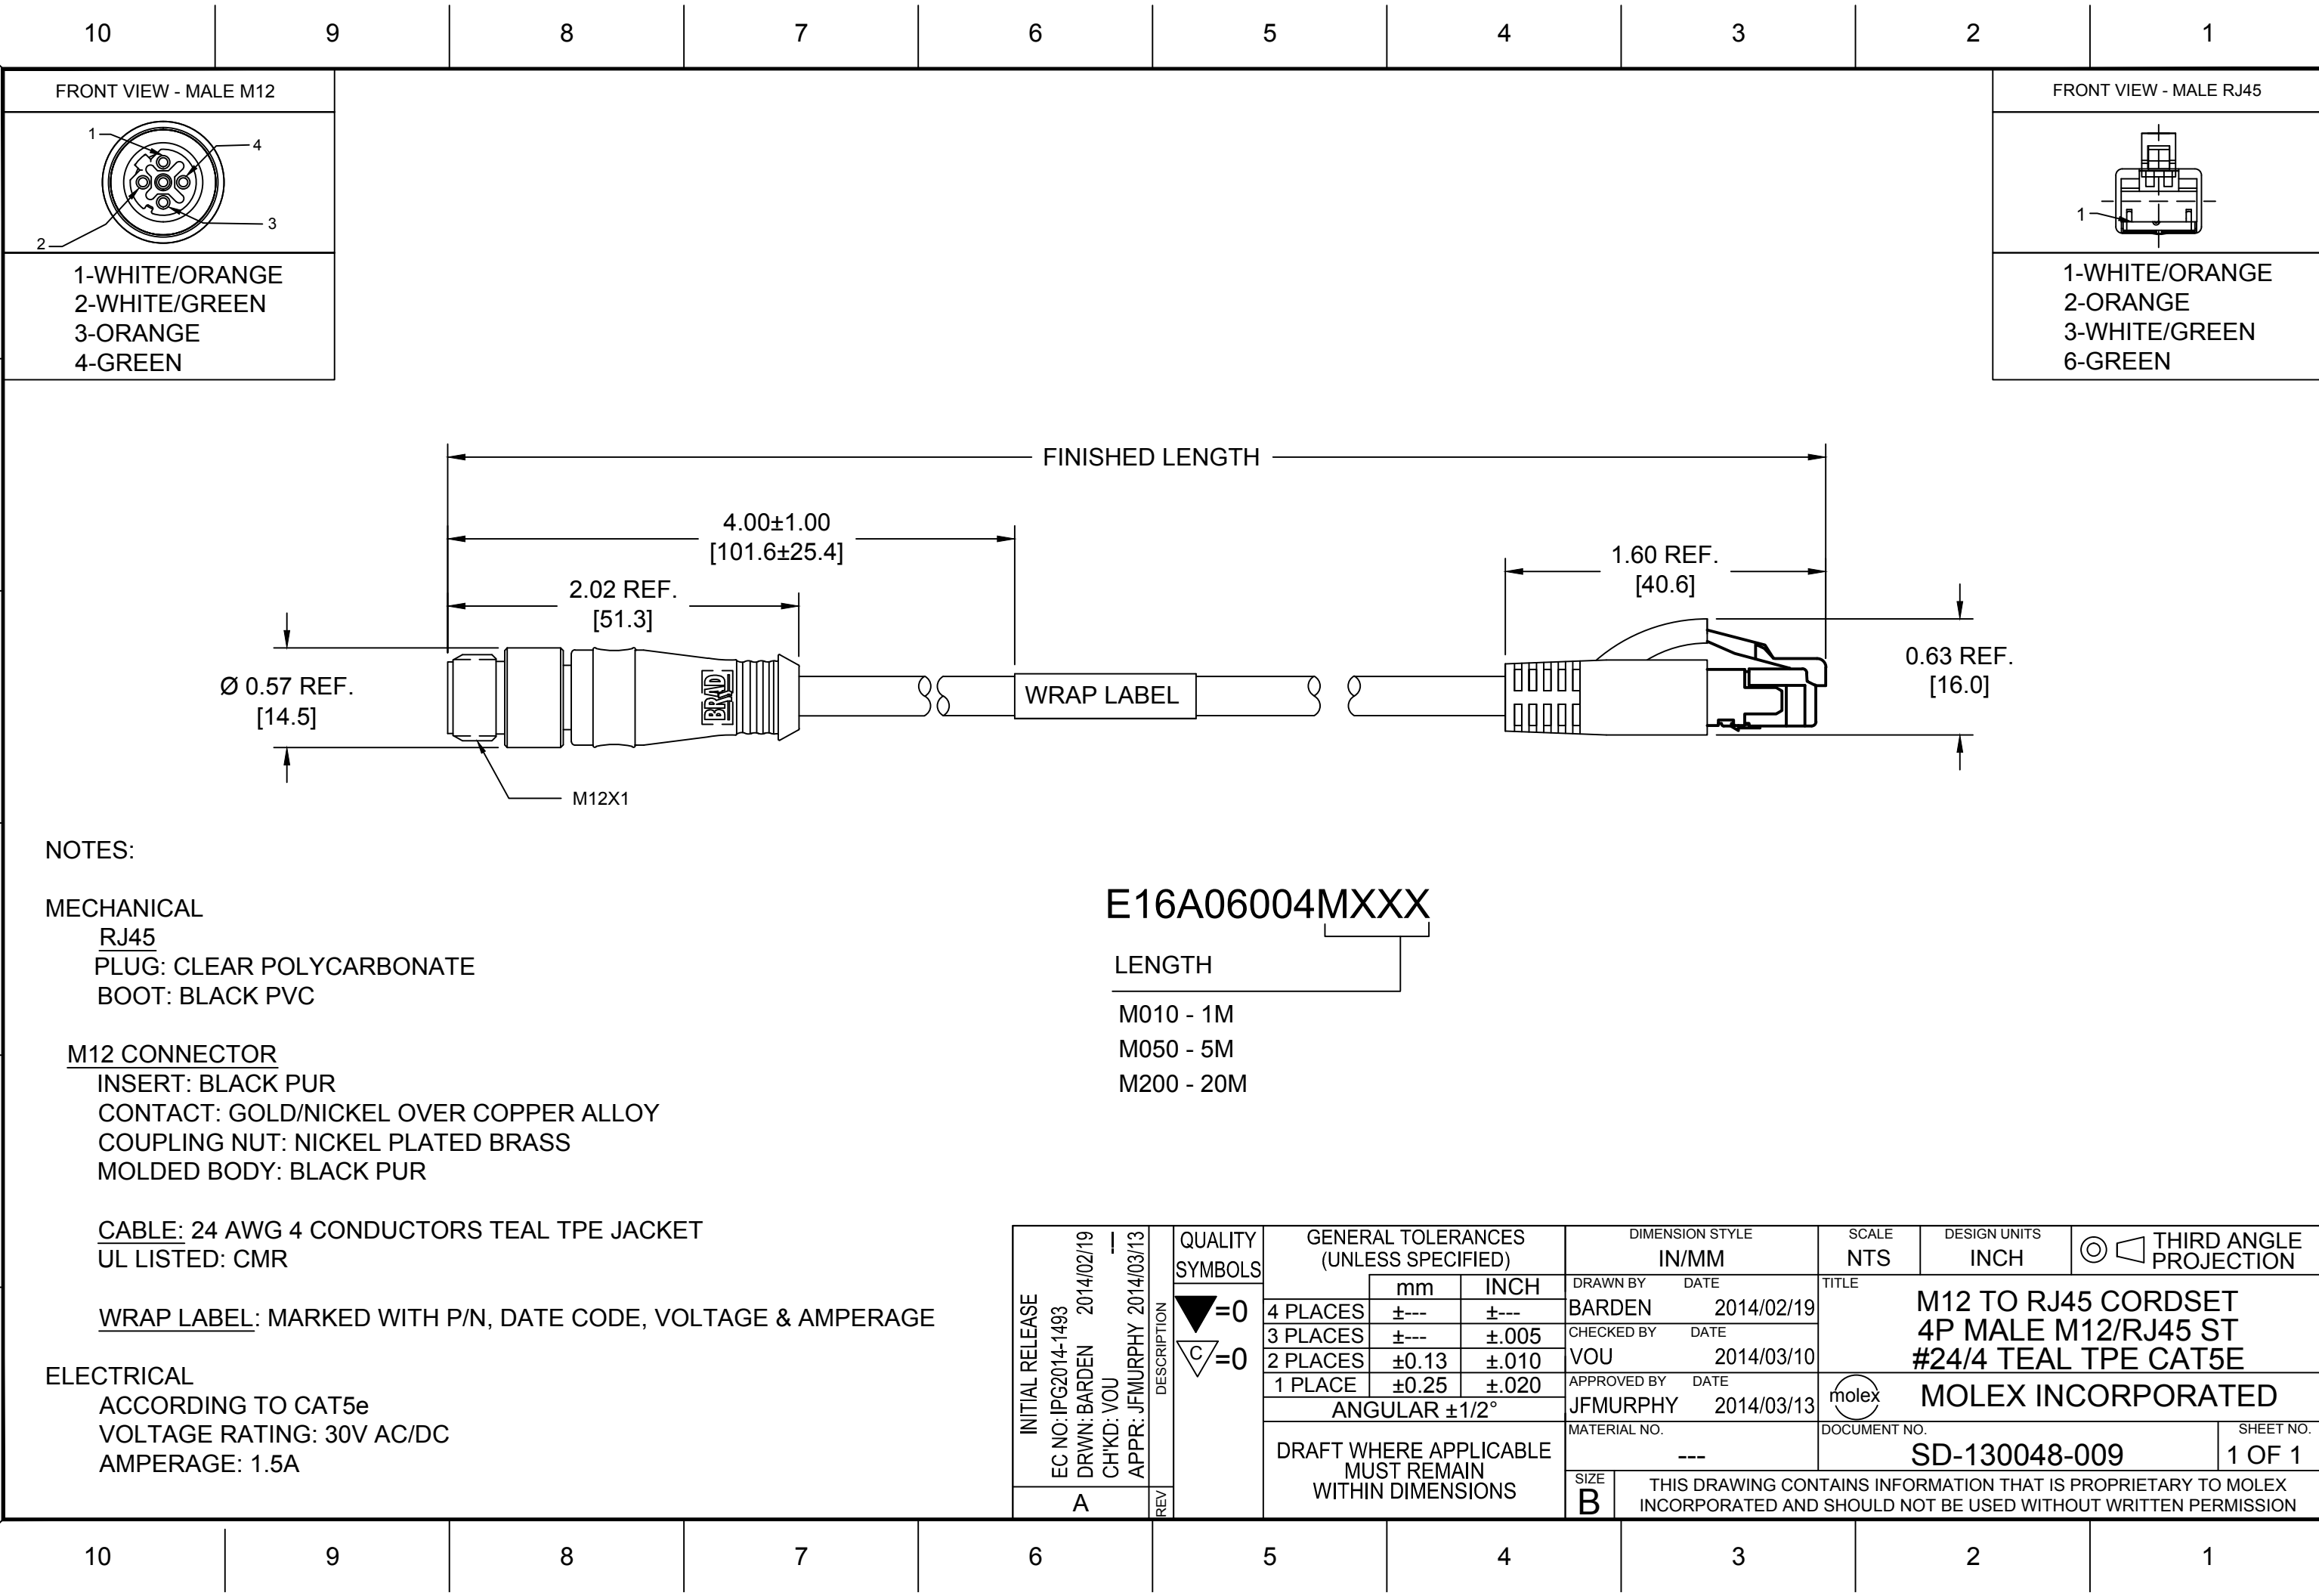 10 9 8 7 6 5 4 3 2 1
FRONT VIEW - MALE M12
1
4
3
2
1-WHITE/ORANGE
2-WHITE/GREEN
3-ORANGE
4-GREEN
FRONT VIEW - MALE RJ45
1
1-WHITE/ORANGE
2-ORANGE
3-WHITE/GREEN
6-GREEN
FINISHED LENGTH
4.00±1.00
[101.6±25.4]
2.02 REF.
[51.3]
1.60 REF.
[40.6]
Ø 0.57 REF.
[14.5]
0.63 REF.
[16.0]
BRAD
WRAP LABEL
M12X1
NOTES:
MECHANICAL
RJ45
PLUG: CLEAR POLYCARBONATE
BOOT: BLACK PVC
M12 CONNECTOR
INSERT: BLACK PUR
CONTACT: GOLD/NICKEL OVER COPPER ALLOY
COUPLING NUT: NICKEL PLATED BRASS
MOLDED BODY: BLACK PUR
CABLE: 24 AWG 4 CONDUCTORS TEAL TPE JACKET
UL LISTED: CMR
WRAP LABEL: MARKED WITH P/N, DATE CODE, VOLTAGE & AMPERAGE
ELECTRICAL
ACCORDING TO CAT5e
VOLTAGE RATING: 30V AC/DC
AMPERAGE: 1.5A
E16A06004MXXX
LENGTH
M010 - 1M
M050 - 5M
M200 - 20M
INITIAL RELEASE
EC NO: IPG2014-1493
DRWN: BARDEN 2014/02/19
CH'KD: VOU ---
APPR: JFMURPHY 2014/03/13
DESCRIPTION
A
REV
QUALITY
SYMBOLS
=0
C =0
GENERAL TOLERANCES
(UNLESS SPECIFIED)
mm INCH
4 PLACES ±--- ±---
3 PLACES ±--- ±.005
2 PLACES ±0.13 ±.010
1 PLACE ±0.25 ±.020
ANGULAR ±1/2°
DRAFT WHERE APPLICABLE
MUST REMAIN
WITHIN DIMENSIONS
DIMENSION STYLE
IN/MM
SCALE
NTS
DESIGN UNITS
INCH
THIRD ANGLE
PROJECTION
DRAWN BY DATE
BARDEN 2014/02/19
CHECKED BY DATE
VOU 2014/03/10
APPROVED BY DATE
JFMURPHY 2014/03/13
TITLE
M12 TO RJ45 CORDSET
4P MALE M12/RJ45 ST
#24/4 TEAL TPE CAT5E
molex
MOLEX INCORPORATED
MATERIAL NO.
---
DOCUMENT NO.
SD-130048-009
SHEET NO.
1 OF 1
SIZE
B
THIS DRAWING CONTAINS INFORMATION THAT IS PROPRIETARY TO MOLEX
INCORPORATED AND SHOULD NOT BE USED WITHOUT WRITTEN PERMISSION
10 9 8 7 6 5 4 3 2 1